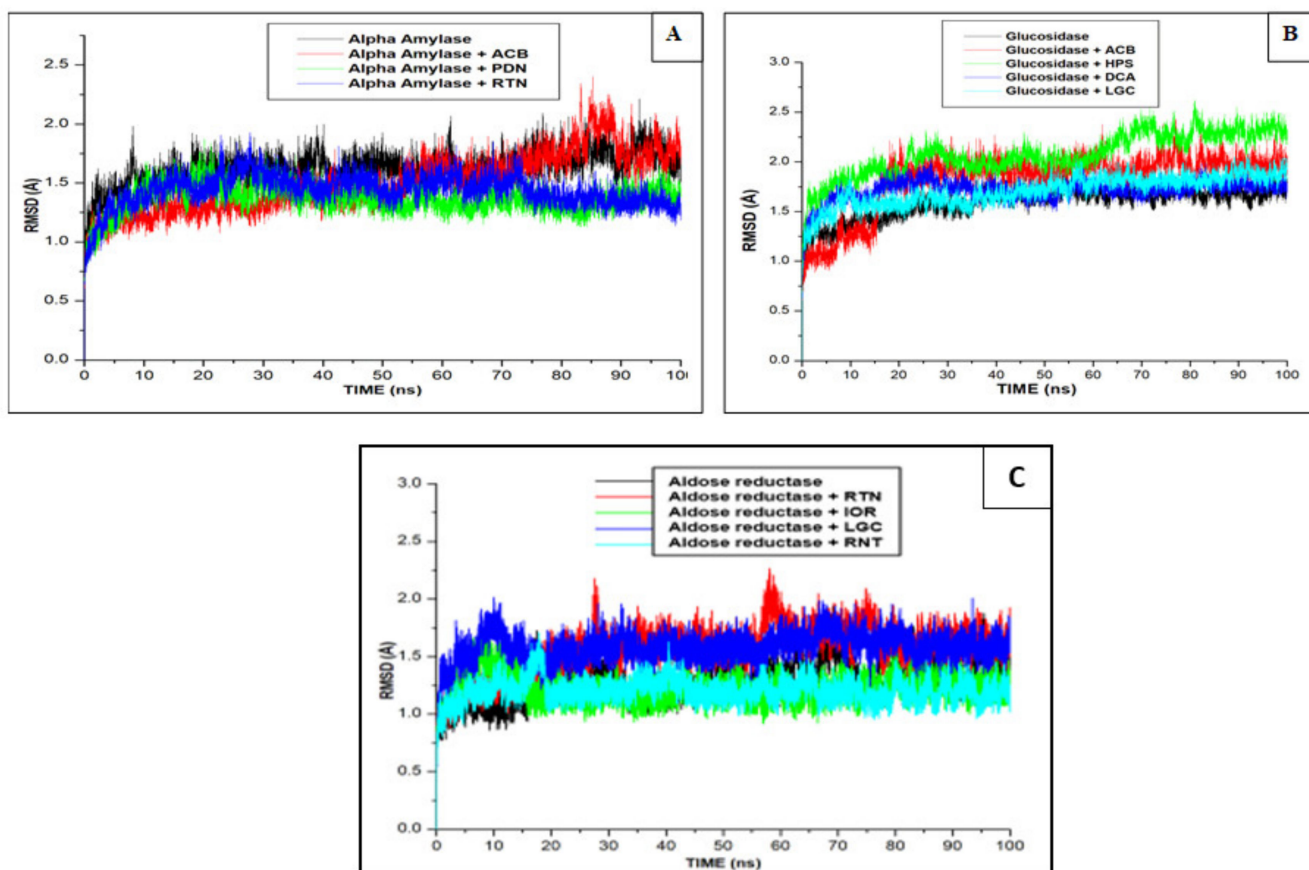 A
Alpha Amylase
Alpha Amylase + ACB
Alpha Amylase + PDN
Alpha Amylase + RTN
2.5
2.0
1.5
1.0
0.5
0.0
RMSD (Å)
0 10 20 30 40 50 60 70 80 90 100
TIME (ns)
B
Glucosidase
Glucosidase + ACB
Glucosidase + HPS
Glucosidase + DCA
Glucosidase + LGC
3.0
2.5
2.0
1.5
1.0
0.5
0.0
RMSD (Å)
0 10 20 30 40 50 60 70 80 90 100
TIME (ns)
C
Aldose reductase
Aldose reductase + RTN
Aldose reductase + IOR
Aldose reductase + LGC
Aldose reductase + RNT
3.0
2.5
2.0
1.5
1.0
0.5
0.0
RMSD (Å)
0 10 20 30 40 50 60 70 80 90 100
TIME (ns)